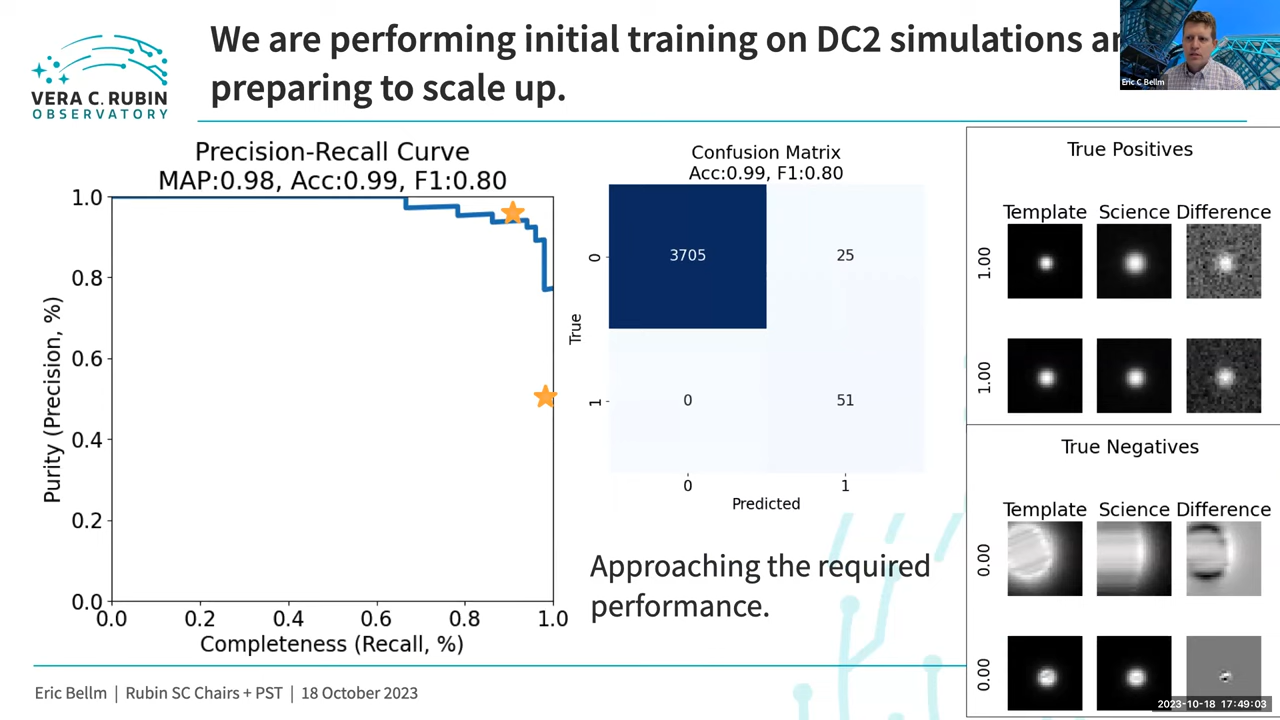 We are performing initial training on DC2 simulations
preparing to scale up.
VERA C. RUBIN
OBSERVATORY
Eric C Bellm
Precision-Recall Curve
MAP:0.98, Acc:0.99, F1:0.80
1.0
0.8
0.6
0.4
0.2
0.0
Purity (Precision, %)
0.0 0.2 0.4 0.6 0.8 1.0
Completeness (Recall, %)
Confusion Matrix
Acc:0.99, F1:0.80
3705 25
0 51
0
1
True
0 1
Predicted
Approaching the required
performance.
True Positives
Template Science Difference
1.00
1.00
True Negatives
Template Science Difference
0.00
0.00
Eric Bellm | Rubin SC Chairs + PST | 18 October 2023
2023-10-18 17:49:03